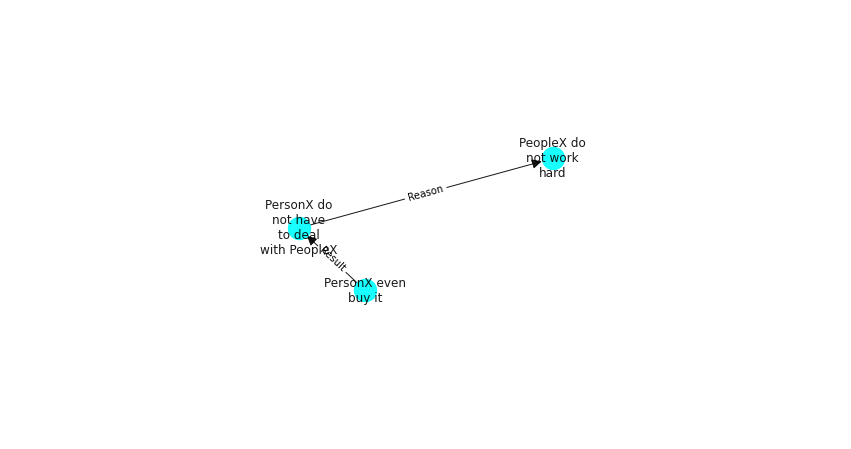 PeopleX do
not work
hard
Reason
PersonX do
not have
to deal
with PeopleX
Result
PersonX even
buy it